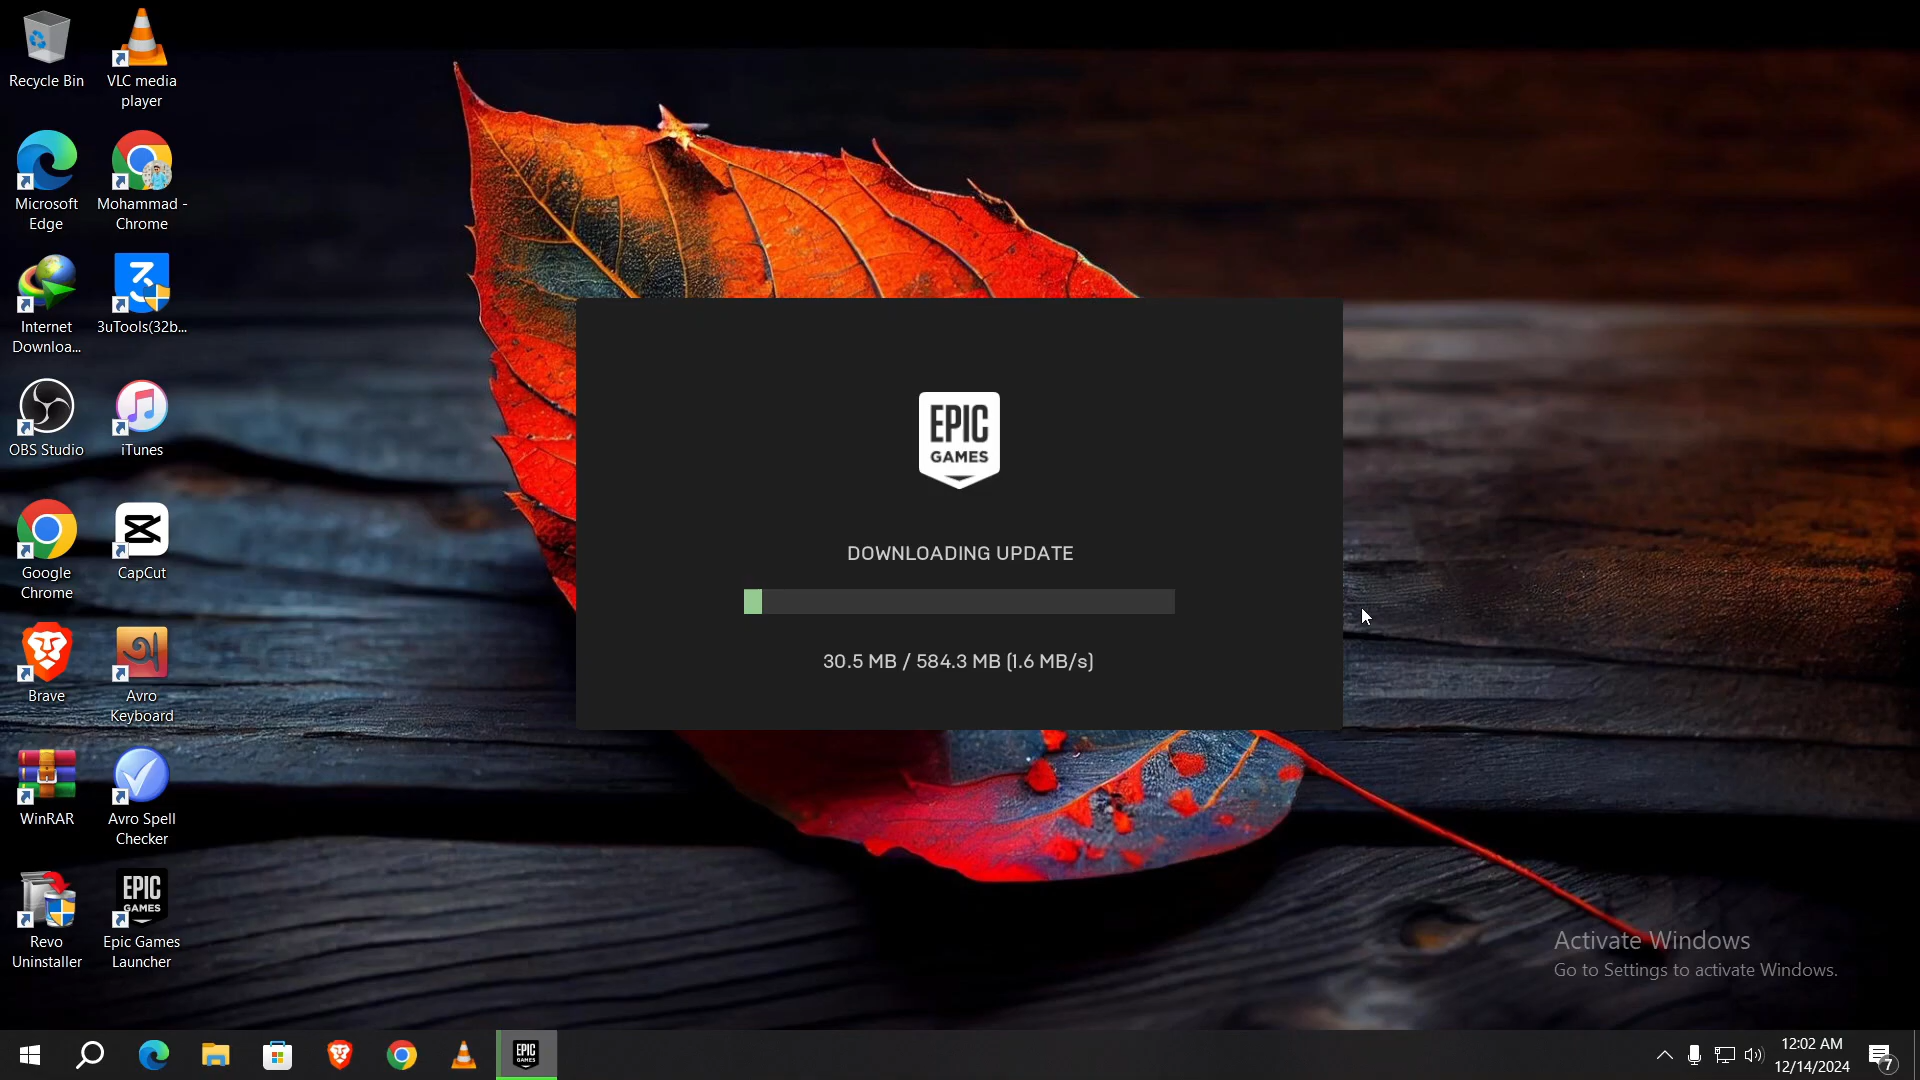 Recycle Bin
VLC media
player
Microsoft
Edge
Mohammad -
Chrome
Internet
Downloa...
3uTools(32b...
OBS Studio
iTunes
Google
Chrome
CapCut
Brave
Avro
Keyboard
WinRAR
Avro Spell
Checker
Revo
Uninstaller
EPIC
GAMES
Epic Games
Launcher
EPIC
GAMES
DOWNLOADING UPDATE
30.5 MB / 584.3 MB (1.6 MB/s)
Activate Windows
Go to Settings to activate Windows.
EPIC
GAMES
12:02 AM
12/14/2024
7